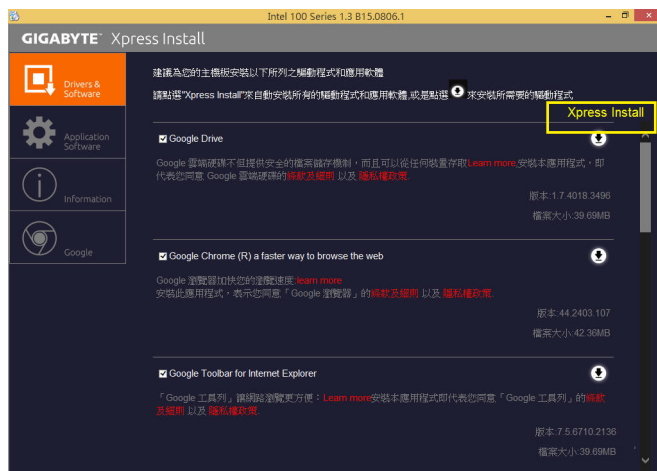 Intel 100 Series 1.3 B15.0806.1
GIGABYTE™ Xpress Install
Drivers &
Software
Application
Software
Information
Google
建議為您的主機板安裝以下所列之驅動程式和應用軟體
請點選"Xpress Install"來自動安裝所有的驅動程式和應用軟體,或是點選 來安裝所需要的驅動程式
Xpress Install
Google Drive
Google 雲端硬碟不但提供安全的檔案儲存機制，而且可以從任何裝置存取Learn more,安裝本應用程式，即
代表您同意 Google 雲端硬碟的條款及細則 以及 隱私權政策.
版本:1.7.4018.3496
檔案大小:39.69MB
Google Chrome (R) a faster way to browse the web
Google 瀏覽器加快您的瀏覽速度:learn more
安裝此應用程式，表示您同意「Google 瀏覽器」的條款及細則 以及 隱私權政策.
版本:44.2403.107
檔案大小:42.36MB
Google Toolbar for Internet Explorer
「Google 工具列」讓網路瀏覽更方便：Learn more安裝本應用程式即代表您同意「Google 工具列」的條款
及細則 以及 隱私權政策.
版本:7.5.6710.2136
檔案大小:39.69MB